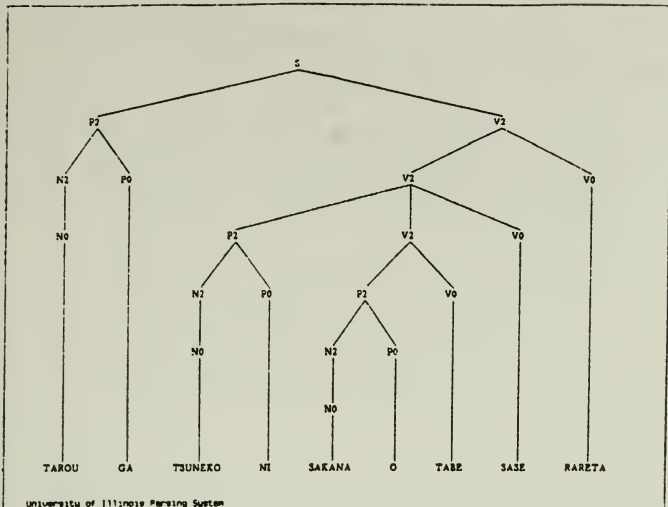 S
P2 V2
N2 P0 V2 V0
N0 P2 V2 V0
N2 P0 P2 V0
N0 N2 P0
N0
TAROU GA TSUNEKO NI SAKANA O TABE SASE RARETA
University of Illinois Parsing System